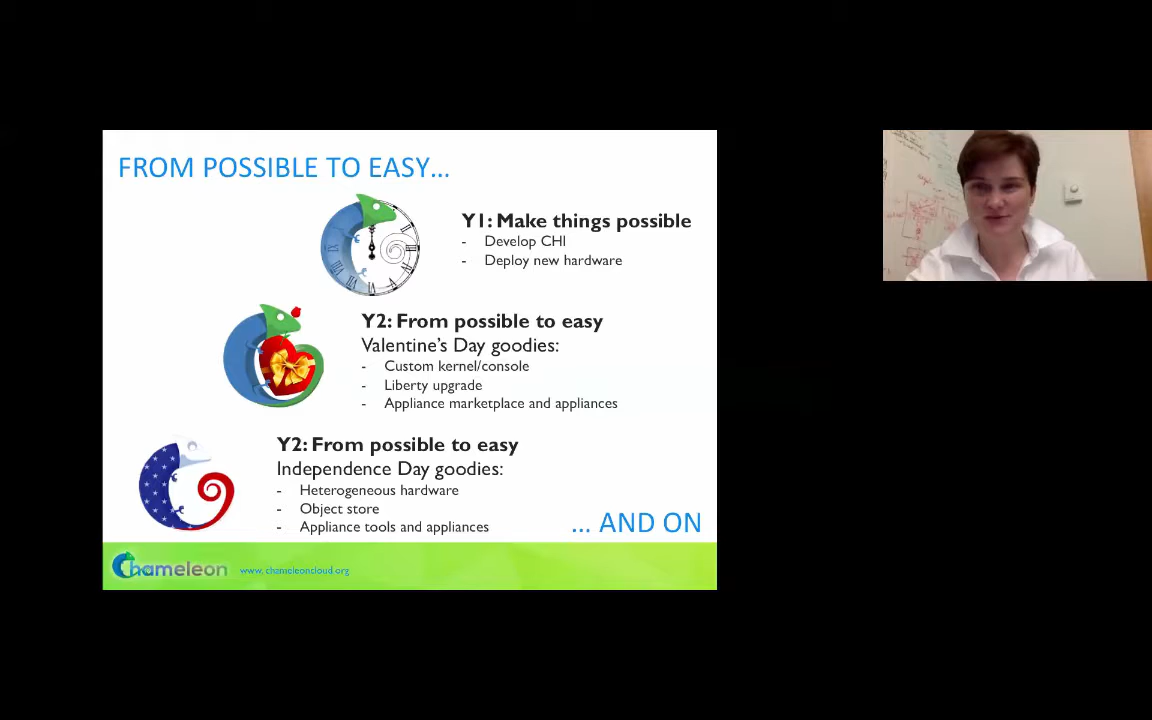 FROM POSSIBLE TO EASY...
Y1: Make things possible
- Develop CHI
- Deploy new hardware
Y2: From possible to easy
Valentine's Day goodies:
- Custom kernel/console
- Liberty upgrade
- Appliance marketplace and appliances
Y2: From possible to easy
Independence Day goodies:
- Heterogeneous hardware
- Object store
- Appliance tools and appliances
... AND ON
Chameleon
www.chameleoncloud.org